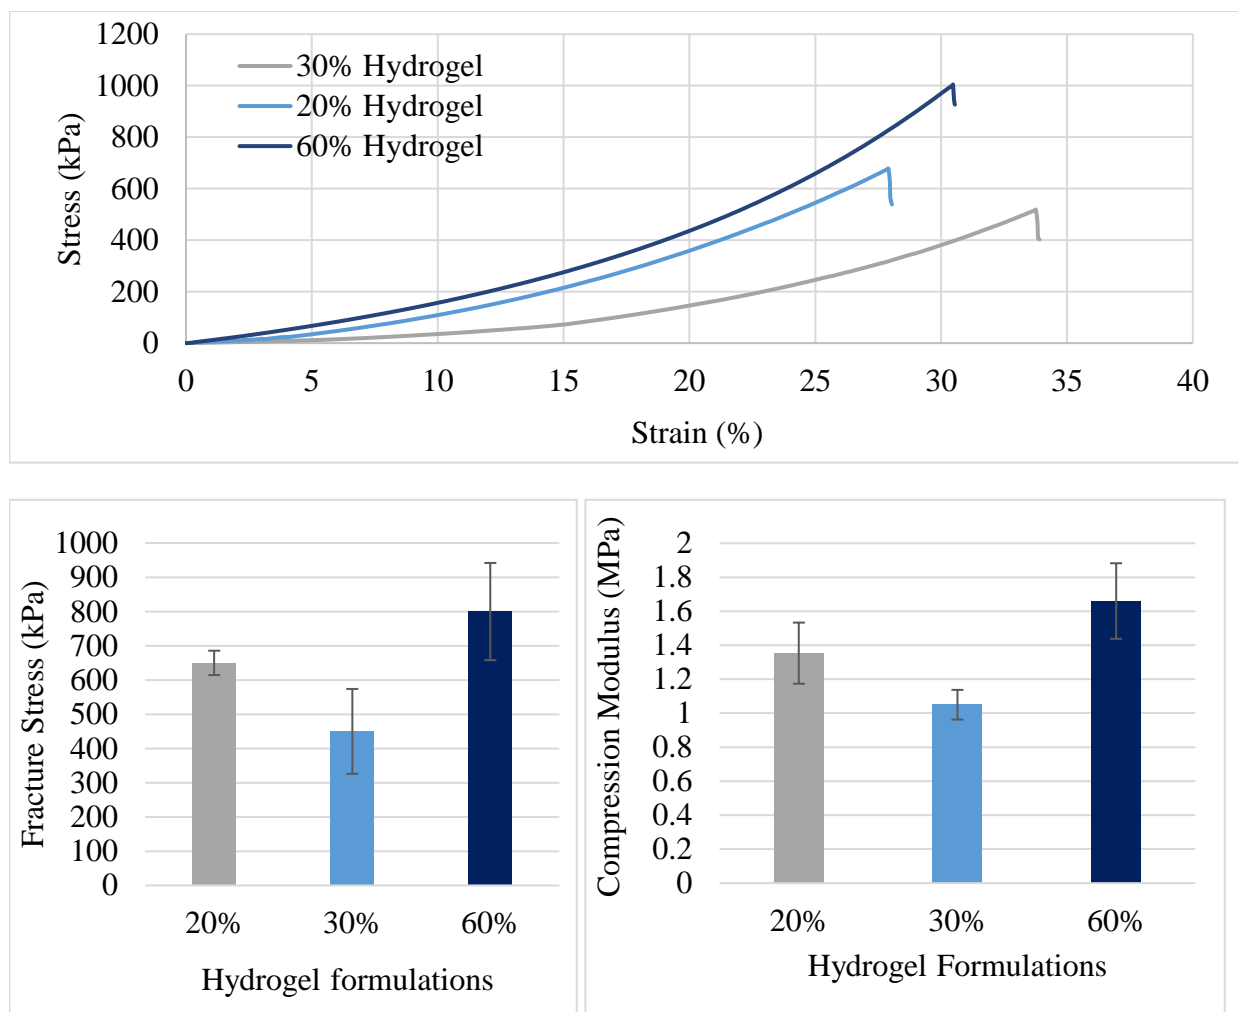 1200
1000
800
600
400
200
0
Stress (kPa)
30% Hydrogel
20% Hydrogel
60% Hydrogel
0 5 10 15 20 25 30 35 40
Strain (%)
1000
900
800
700
600
500
400
300
200
100
0
Fracture Stress (kPa)
20% 30% 60%
Hydrogel formulations
2
1.8
1.6
1.4
1.2
1
0.8
0.6
0.4
0.2
0
Compression Modulus (MPa)
20% 30% 60%
Hydrogel Formulations